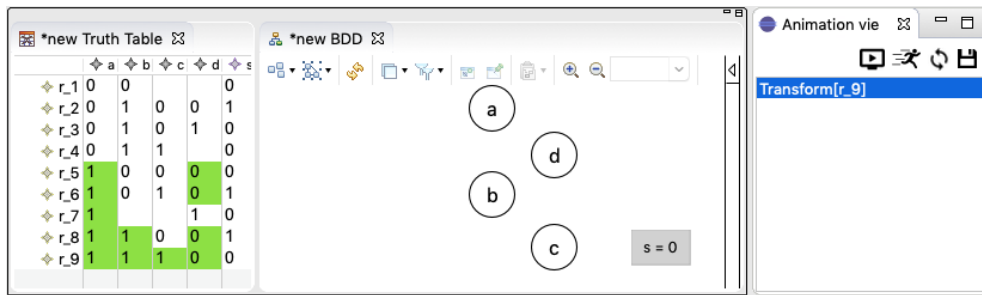 *new Truth Table
a b c d s
r_1 0 0 0
r_2 0 1 0 0 1
r_3 0 1 0 1 0
r_4 0 1 1 0
r_5 1 0 0 0 0
r_6 1 0 1 0 1
r_7 1 1 0
r_8 1 1 0 0 1
r_9 1 1 1 0 0
*new BDD
a
d
b
c
s = 0
Animation vie
Transform[r_9]